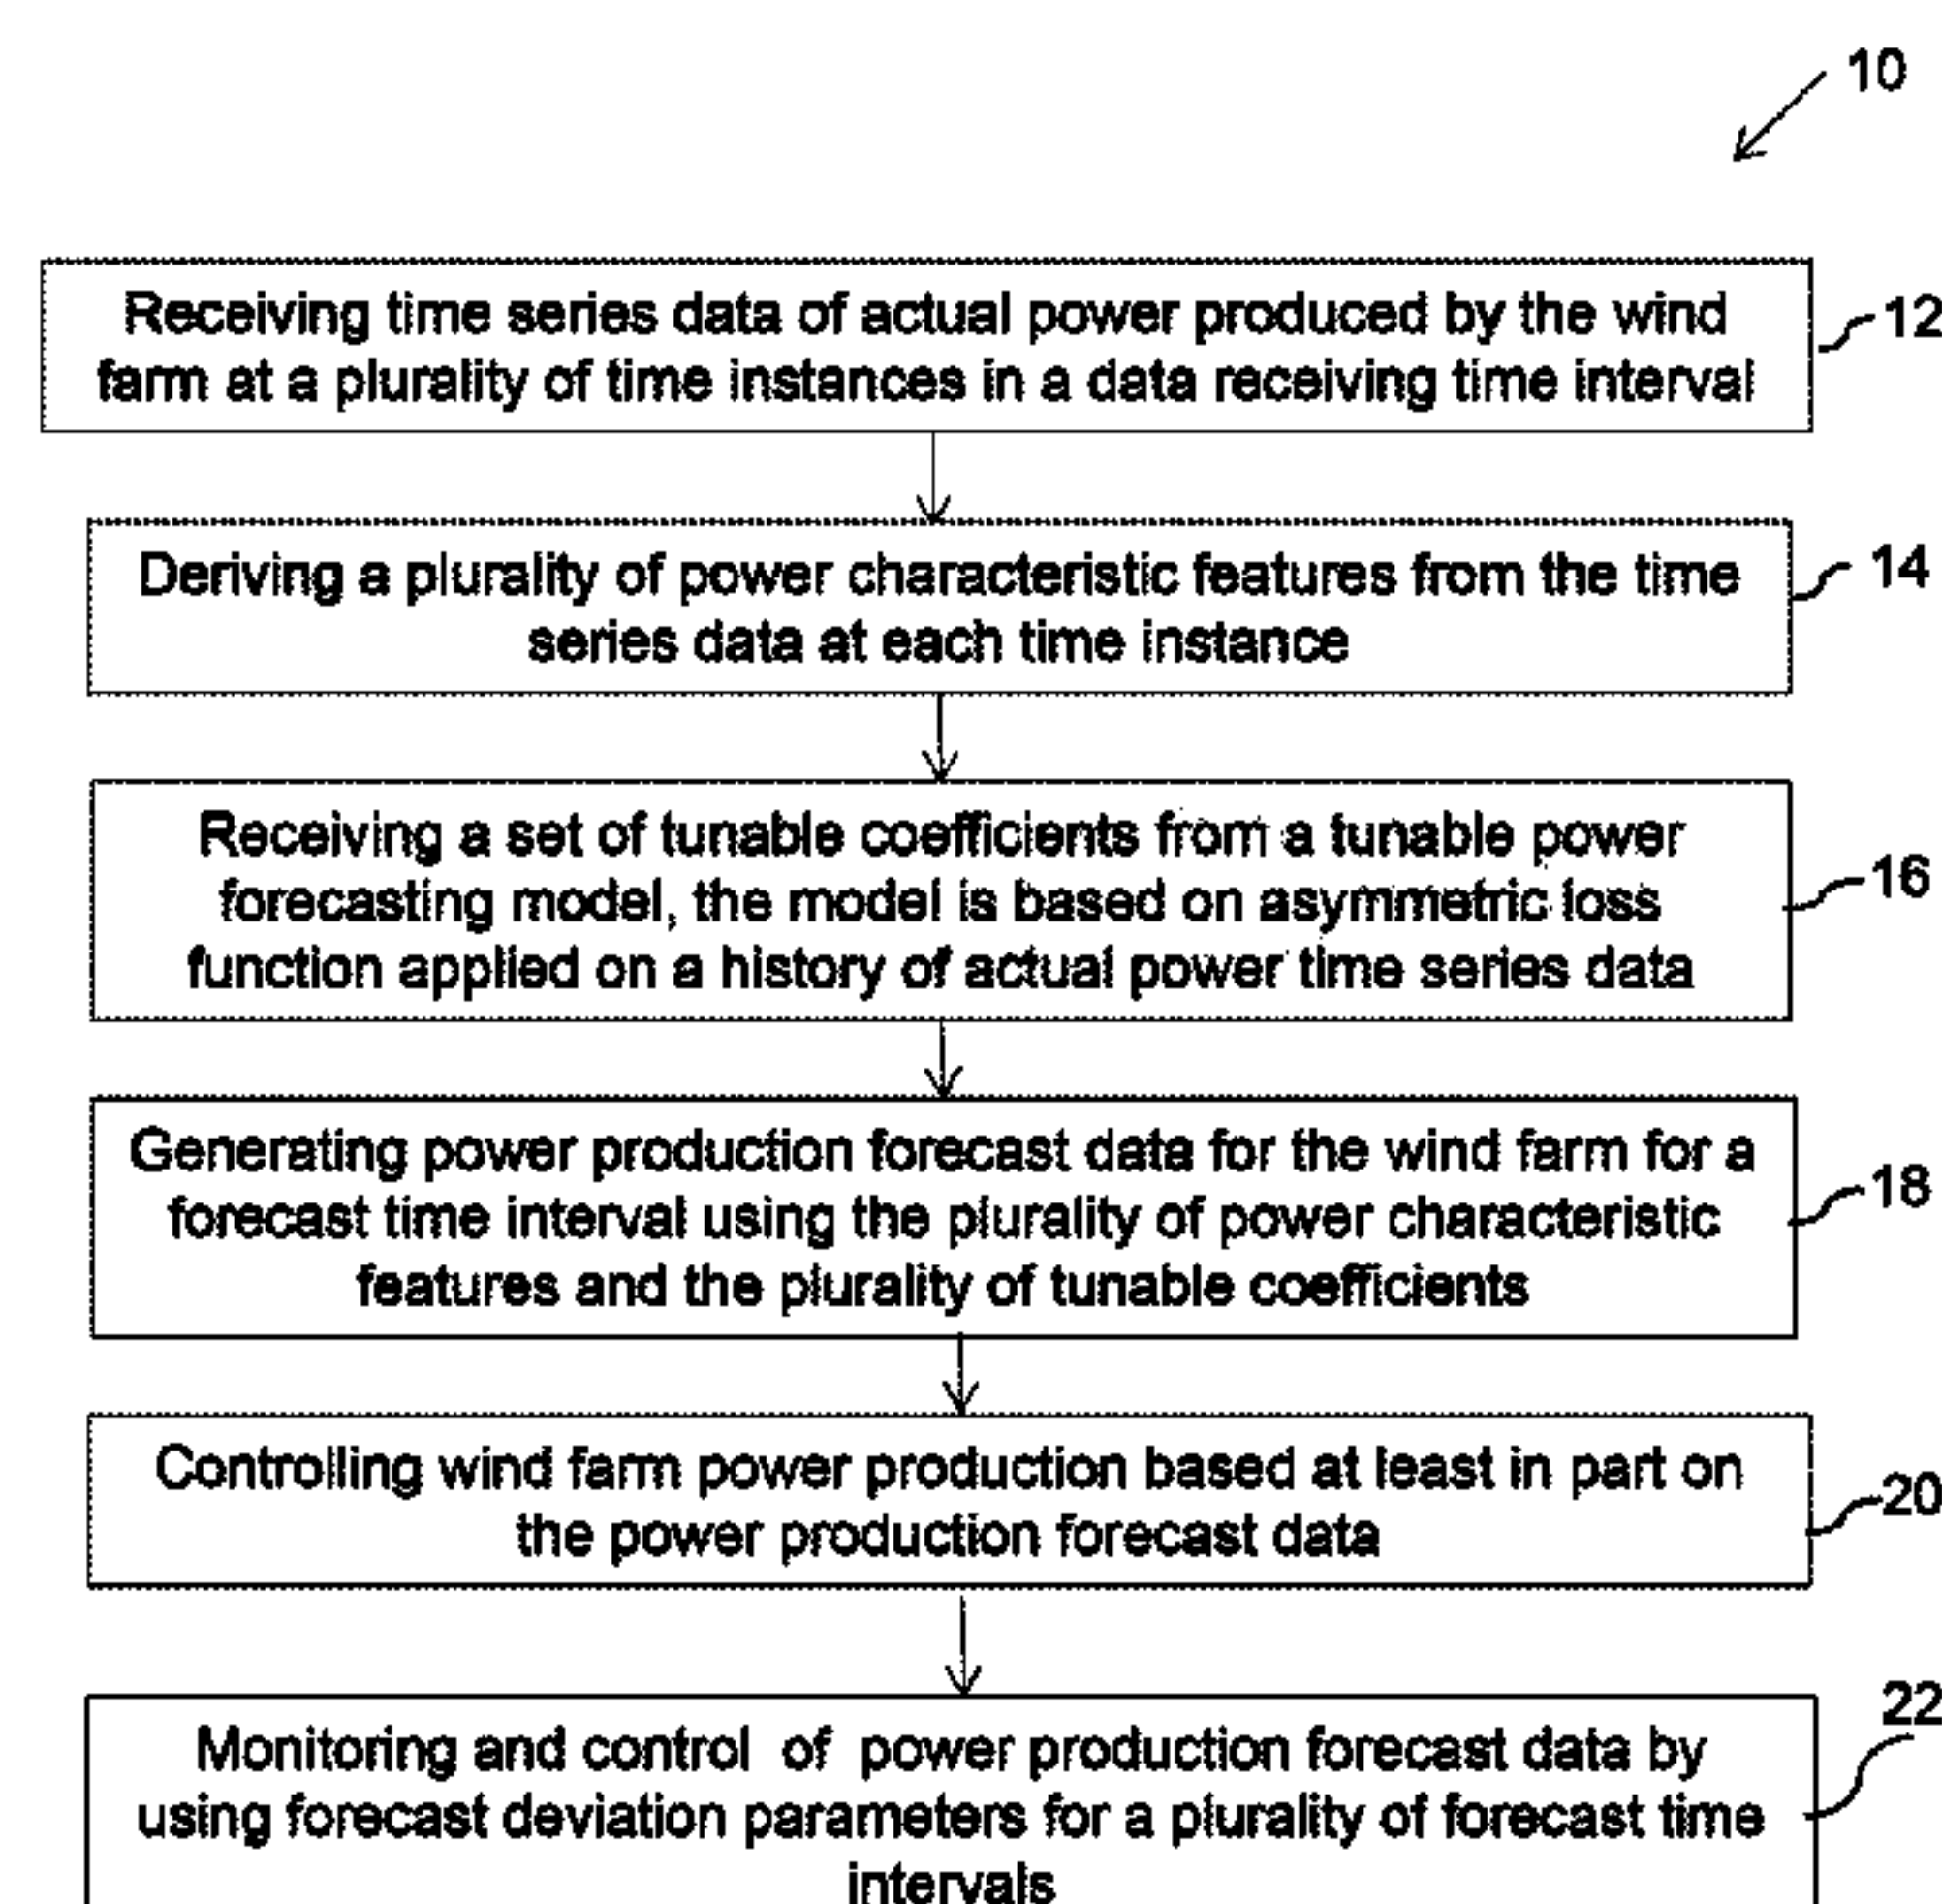 10
Receiving time series data of actual power produced by the wind
farm at a plurality of time instances in a data receiving time interval
12
Deriving a plurality of power characteristic features from the time
series data at each time instance
14
Receiving a set of tunable coefficients from a tunable power
forecasting model, the model is based on asymmetric loss
function applied on a history of actual power time series data
16
Generating power production forecast data for the wind farm for a
forecast time interval using the plurality of power characteristic
features and the plurality of tunable coefficients
18
Controlling wind farm power production based at least in part on
the power production forecast data
20
Monitoring and control of power production forecast data by
using forecast deviation parameters for a plurality of forecast time
intervals
22